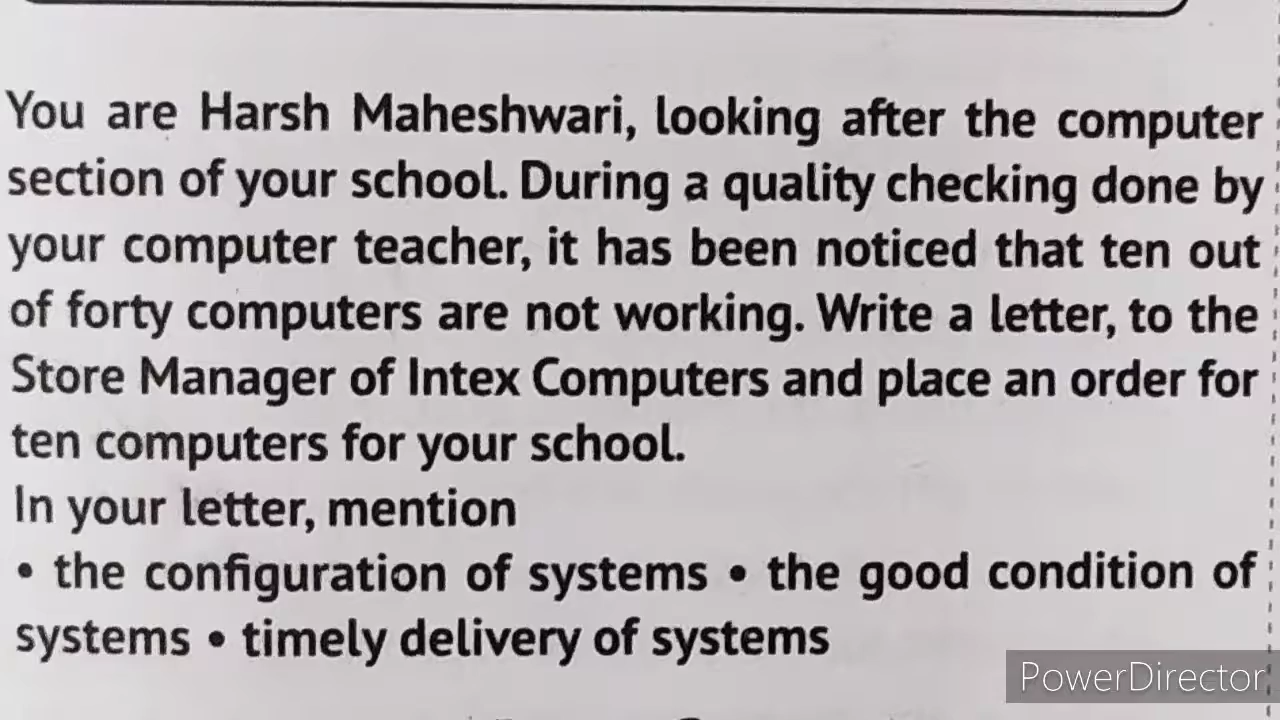 You are Harsh Maheshwari, looking after the computer
section of your school. During a quality checking done by
your computer teacher, it has been noticed that ten out
of forty computers are not working. Write a letter, to the
Store Manager of Intex Computers and place an order for
ten computers for your school.
In your letter, mention
• the configuration of systems • the good condition of
systems • timely delivery of systems
PowerDirector